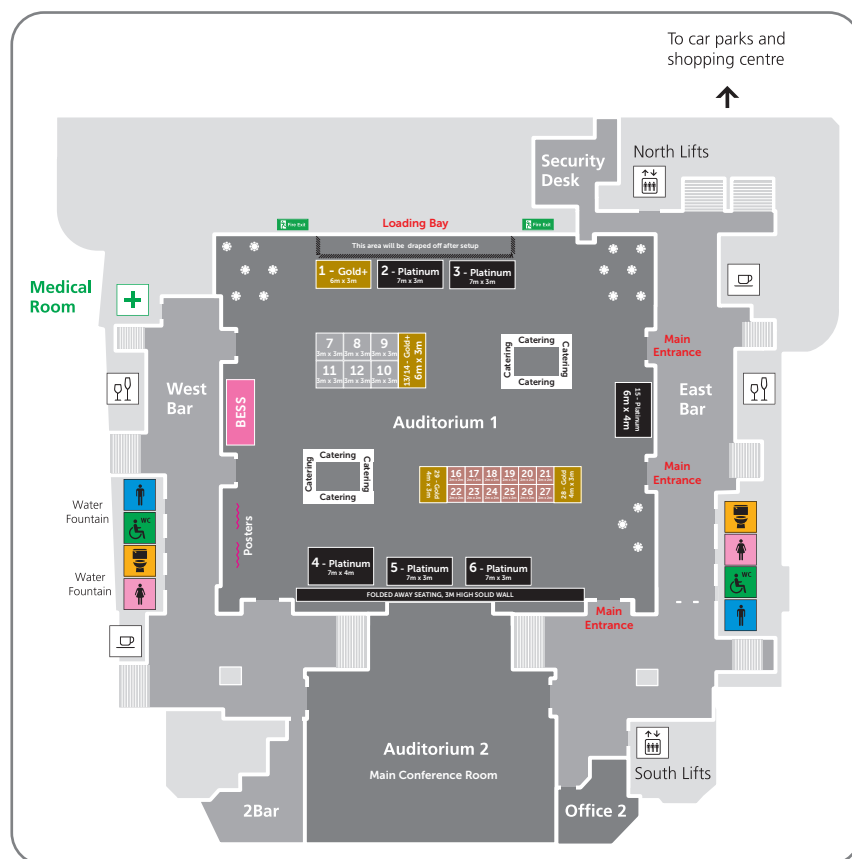 To car parks and
shopping centre
North Lifts
Security
Desk
Fire Exit
Loading Bay
Fire Exit
This area will be draped off after setup
1 - Gold+
6m x 3m
2 - Platinum
7m x 3m
3 - Platinum
7m x 3m
Medical
Room
7
3m x 3m
8
3m x 3m
9
3m x 3m
11
3m x 3m
12
3m x 3m
10
3m x 3m
13/14 - Gold+
6m x 3m
Catering
Catering
Catering
Catering
Main
Entrance
West
Bar
BESS
Auditorium 1
15 - Platinum
6m x 4m
East
Bar
Catering
Catering
Catering
Catering
29 - Gold
4m x 3m
16
17
18
19
20
21
22
23
24
25
26
27
28 - Gold
4m x 3m
Main
Entrance
Water
Fountain
WC
Posters
Water
Fountain
WC
4 - Platinum
7m x 4m
5 - Platinum
7m x 3m
6 - Platinum
7m x 3m
FOLDED AWAY SEATING, 3M HIGH SOLID WALL
Main
Entrance
Auditorium 2
Main Conference Room
South Lifts
2Bar
Office 2